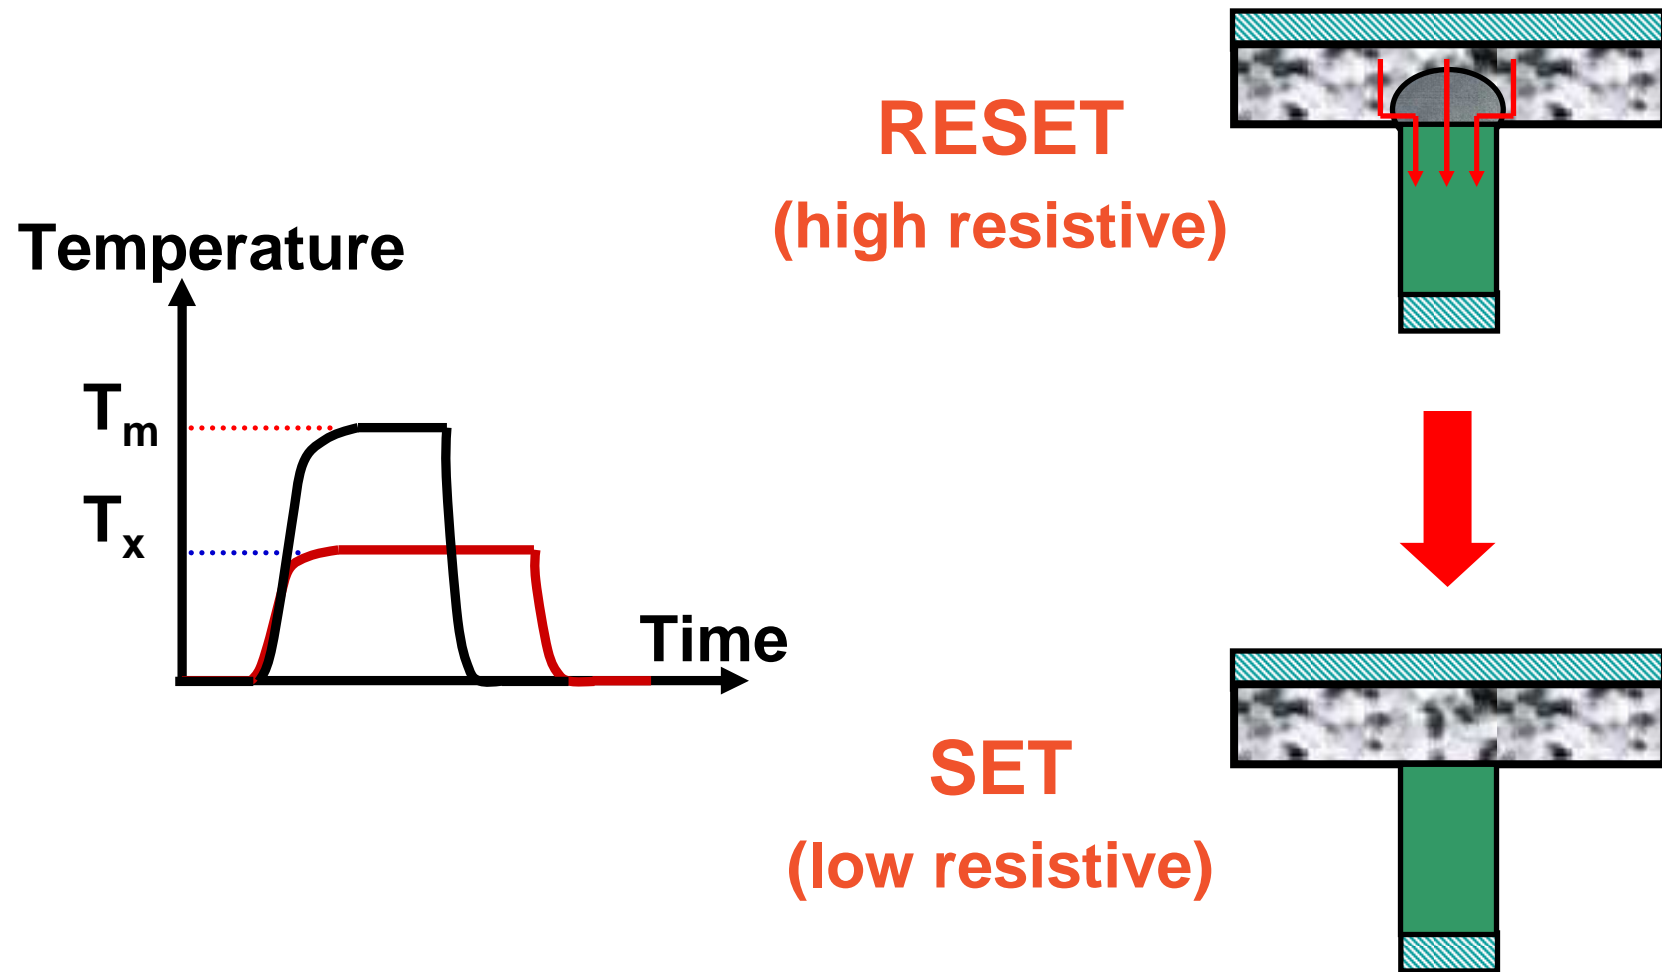 RESET
(high resistive)
Temperature
Tm
Tx
Time
SET
(low resistive)